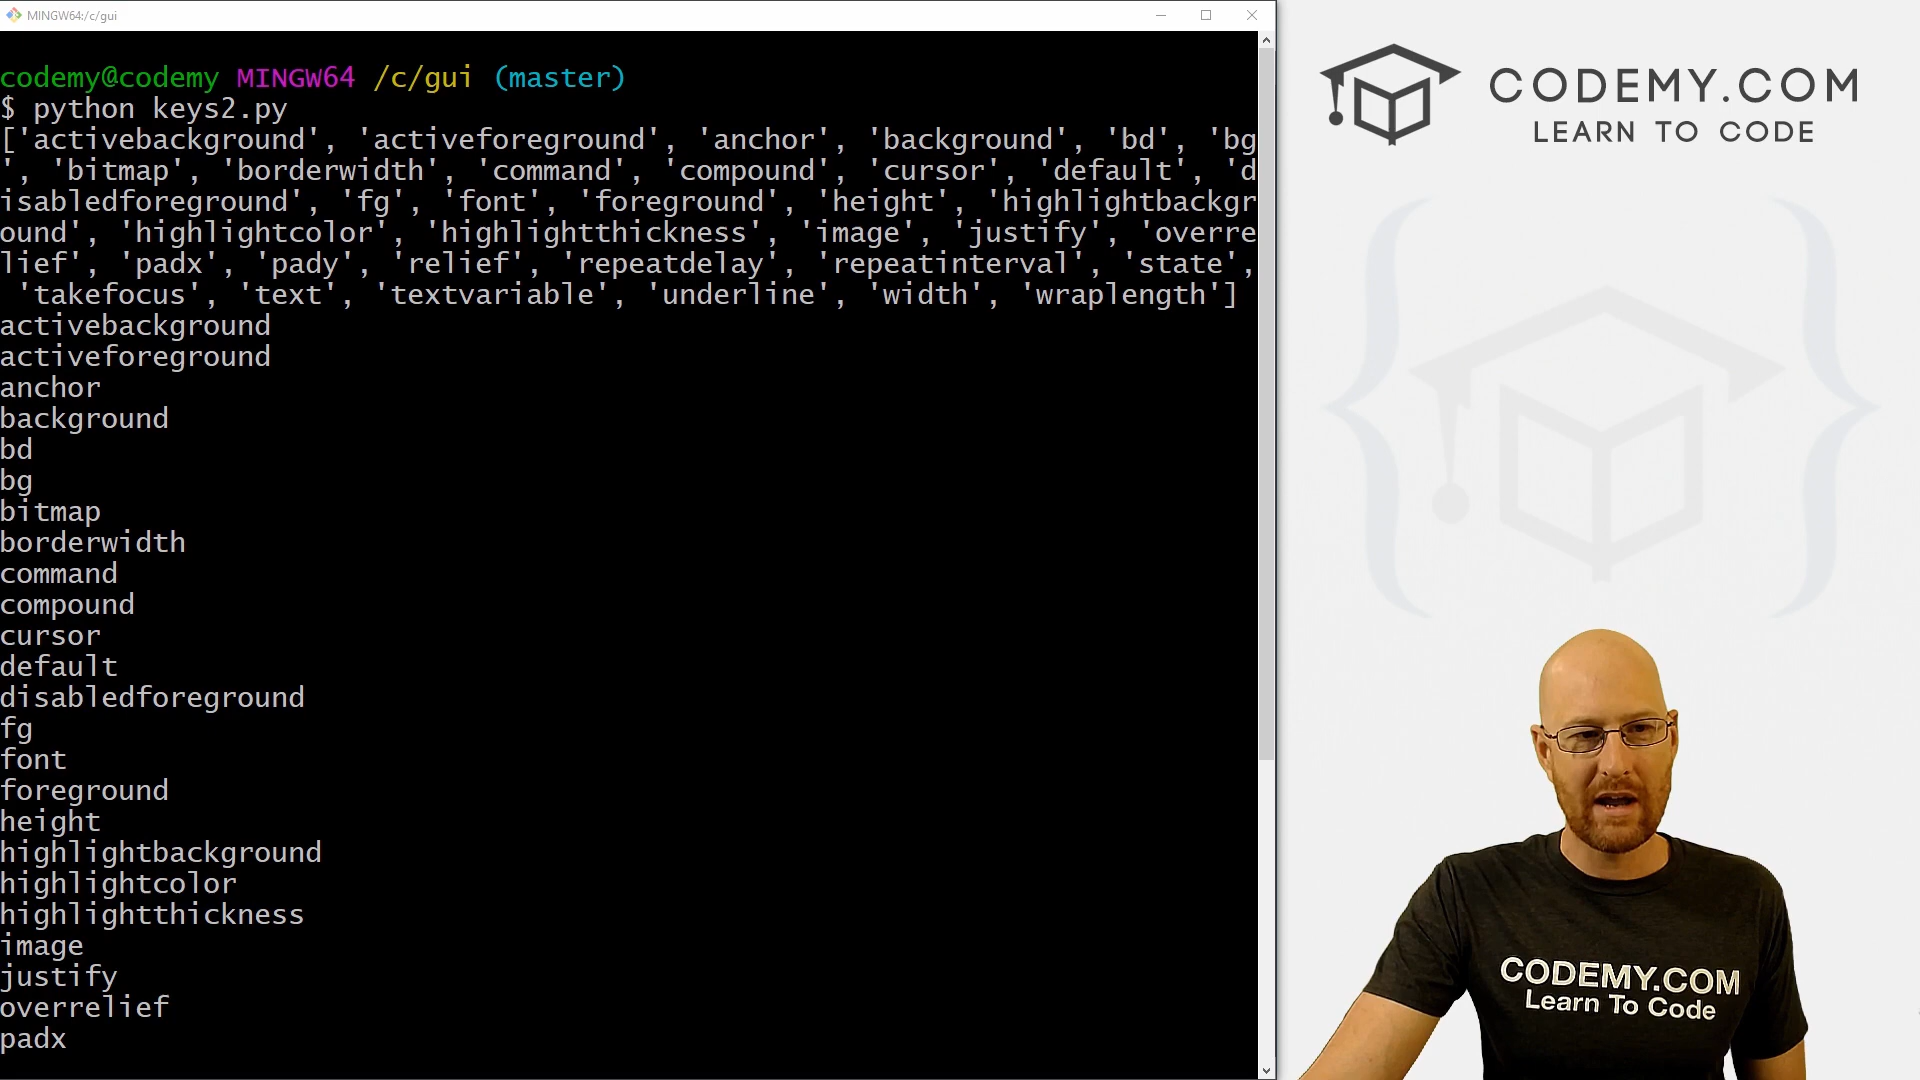 MINGW64:/c/gui
codemy@codemy MINGW64 /c/gui (master)
$ python keys2.py
['activebackground', 'activeforeground', 'anchor', 'background', 'bd', 'bg
', 'bitmap', 'borderwidth', 'command', 'compound', 'cursor', 'default', 'd
isabledforeground', 'fg', 'font', 'foreground', 'height', 'highlightbackgr
ound', 'highlightcolor', 'highlightthickness', 'image', 'justify', 'overre
lief', 'padx', 'pady', 'relief', 'repeatdelay', 'repeatinterval', 'state',
 'takefocus', 'text', 'textvariable', 'underline', 'width', 'wraplength']
activebackground
activeforeground
anchor
background
bd
bg
bitmap
borderwidth
command
compound
cursor
default
disabledforeground
fg
font
foreground
height
highlightbackground
highlightcolor
highlightthickness
image
justify
overrelief
padx
CODEMY.COM
LEARN TO CODE
CODEMY.COM
Learn To Code